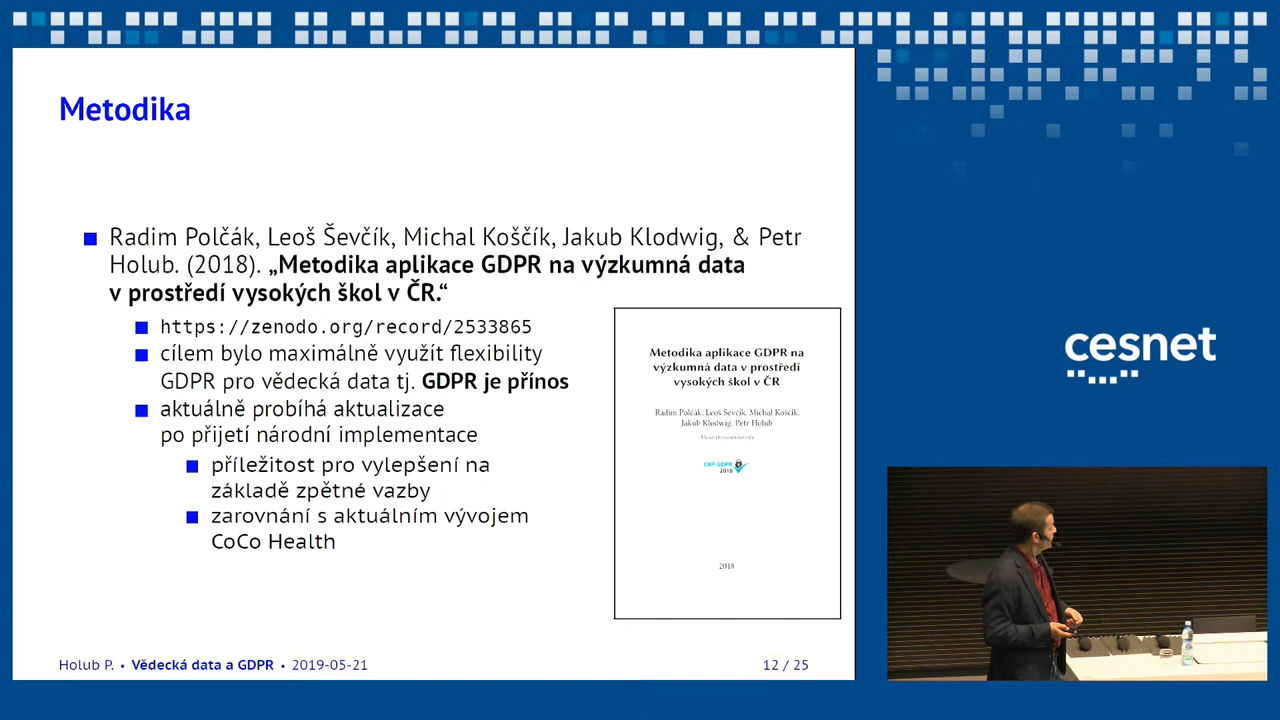 Metodika
Radim Polčák, Leoš Ševčík, Michal Koščík, Jakub Klodwig, & Petr
Holub. (2018). „Metodika aplikace GDPR na výzkumná data
v prostředí vysokých škol v ČR.“
https://zenodo.org/record/2533865
cílem bylo maximálně využít flexibility
GDPR pro vědecká data tj. GDPR je přínos
aktuálně probíhá aktualizace
po přijetí národní implementace
příležitost pro vylepšení na
základě zpětné vazby
zarovnání s aktuálním vývojem
CoCo Health
Metodika aplikace GDPR na
výzkumná data v prostředí
vysokých škol v ČR
Radim Polčák, Leoš Ševčík, Michal Koščík,
Jakub Klodwig, Petr Holub
CRP-GDPR
2018
2018
Holub P. • Vědecká data a GDPR • 2019-05-21
12 / 25
cesnet